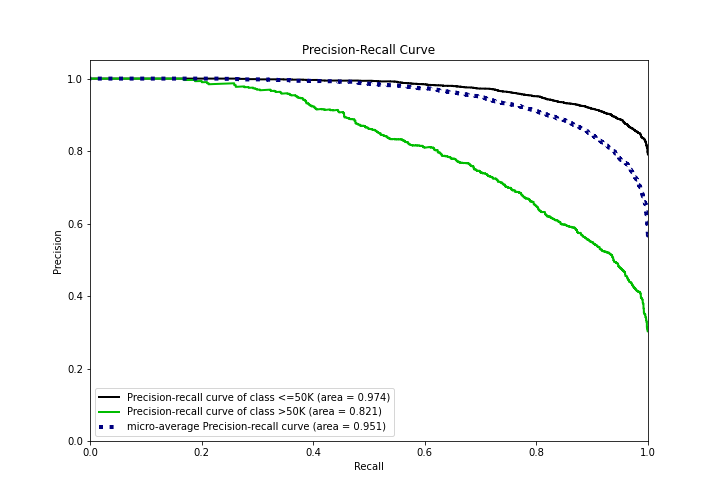 Precision-Recall Curve
Precision
1.0
0.8
0.6
0.4
0.2
0.0
Precision-recall curve of class <=50K (area = 0.974)
Precision-recall curve of class >50K (area = 0.821)
micro-average Precision-recall curve (area = 0.951)
0.0 0.2 0.4 0.6 0.8 1.0
Recall